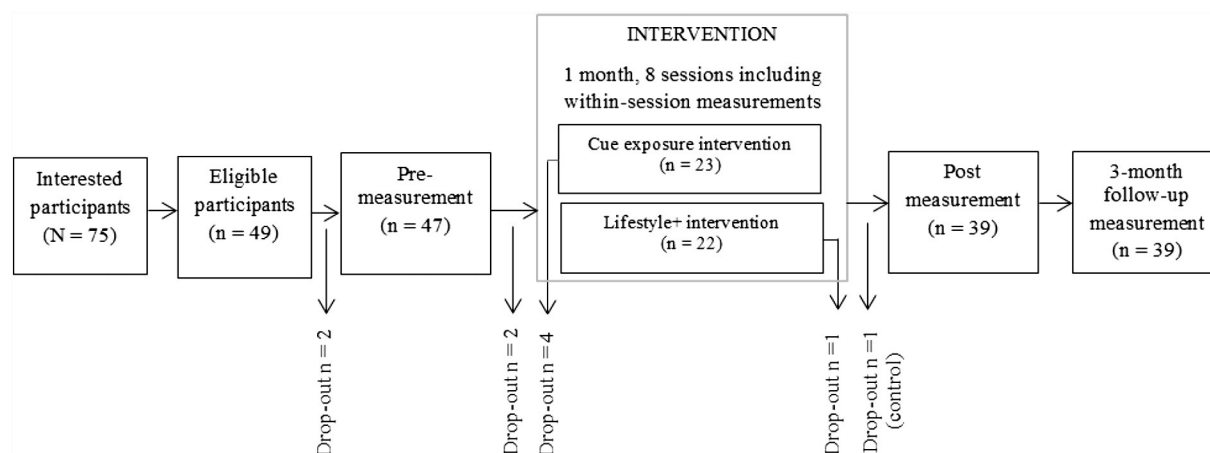 INTERVENTION
1 month, 8 sessions including
within-session measurements
Interested
participants
(N = 75)
Eligible
participants
(n = 49)
Pre-
measurement
(n = 47)
Cue exposure intervention
(n = 23)
Lifestyle+ intervention
(n = 22)
Post
measurement
(n = 39)
3-month
follow-up
measurement
(n = 39)
Drop-out n = 2
Drop-out n = 2
Drop-out n = 4
Drop-out n =1
Drop-out n =1
(control)